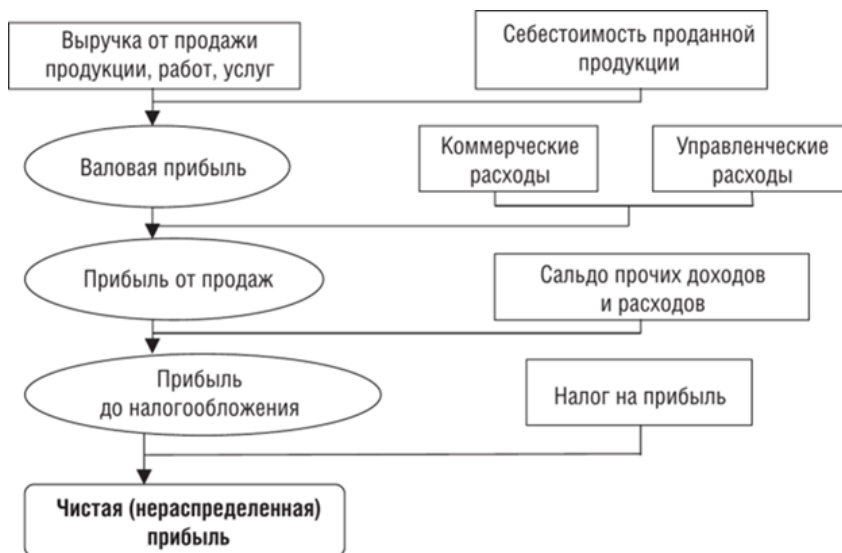 Выручка от продажи
продукции, работ, услуг
Себестоимость проданной
продукции
Валовая прибыль
Коммерческие
расходы
Управленческие
расходы
Прибыль от продаж
Сальдо прочих доходов
и расходов
Прибыль
до налогообложения
Налог на прибыль
Чистая (нераспределенная)
прибыль